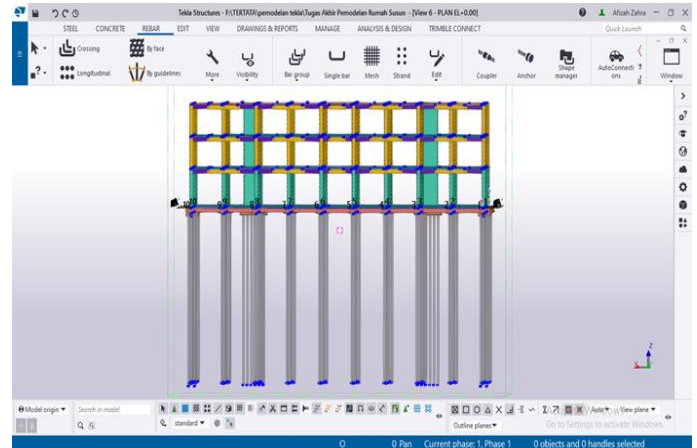 Tekla Structures - F:\TERTATA\pemodelan tekla\Tugas Akhir Pemodelan Rumah Susun - [View 6 - PLAN EL+0.00]
Afizah Zahra
STEEL CONCRETE REBAR EDIT VIEW DRAWINGS & REPORTS MANAGE ANALYSIS & DESIGN TRIMBLE CONNECT Quick Launch
Crossing By face
Longitudinal By guidelines
More Visibility Bar group Single bar Mesh Strand Edit Coupler Anchor Shape manager AutoConnections Window
Model origin Search in model
standard
Auto View plane
Outline planes
Go to Settings to activate Windows.
0 0 Pan Current phase: 1, Phase 1 0 objects and 0 handles selected